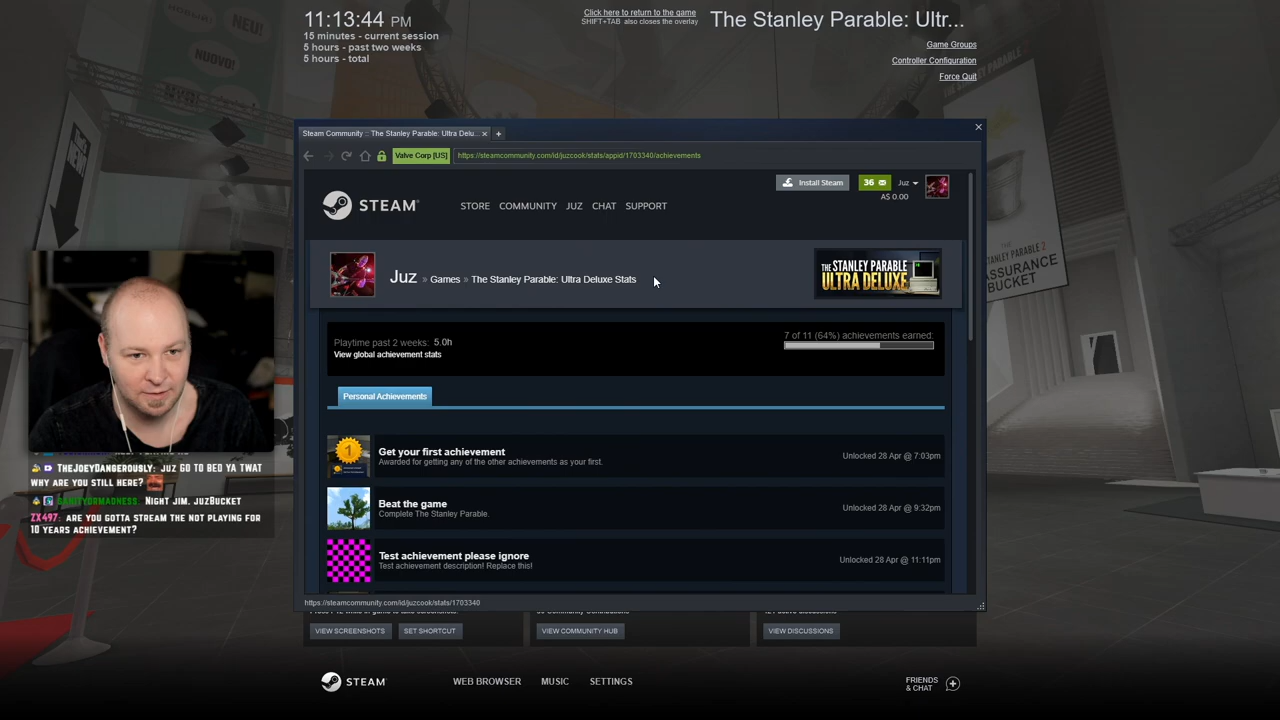 11:13:44 PM
15 minutes - current session
5 hours - past two weeks
5 hours - total
Click here to return to the game
SHIFT+TAB also closes the overlay
The Stanley Parable: Ultr...
Game Groups
Controller Configuration
Force Quit
NEU!
NUOVO!
THE STANLEY PARABLE 2
ASSURANCE
BUCKET
Steam Community :: The Stanley Parable: Ultra Delu...
Valve Corp [US]
https://steamcommunity.com/id/juzcook/stats/appid/1703340/achievements
Install Steam
36
Juz
A$ 0.00
STEAM
STORE
COMMUNITY
JUZ
CHAT
SUPPORT
Juz » Games » The Stanley Parable: Ultra Deluxe Stats
THE STANLEY PARABLE
ULTRA DELUXE
Playtime past 2 weeks: 5.0h
View global achievement stats
7 of 11 (64%) achievements earned:
Personal Achievements
1
Get your first achievement
Awarded for getting any of the other achievements as your first.
Unlocked 28 Apr @ 7:03pm
Beat the game
Complete The Stanley Parable.
Unlocked 28 Apr @ 9:32pm
Test achievement please ignore
Test achievement description! Replace this!
Unlocked 28 Apr @ 11:11pm
https://steamcommunity.com/id/juzcook/stats/1703340
THEJOEYDANGEROUSLY: JUZ GO TO BED YA TWAT
WHY ARE YOU STILL HERE?
NIGHT JIM. JUZBUCKET
ZX497: ARE YOU GOTTA STREAM THE NOT PLAYING FOR
10 YEARS ACHIEVEMENT?
VIEW SCREENSHOTS
SET SHORTCUT
VIEW COMMUNITY HUB
VIEW DISCUSSIONS
STEAM
WEB BROWSER
MUSIC
SETTINGS
FRIENDS
& CHAT